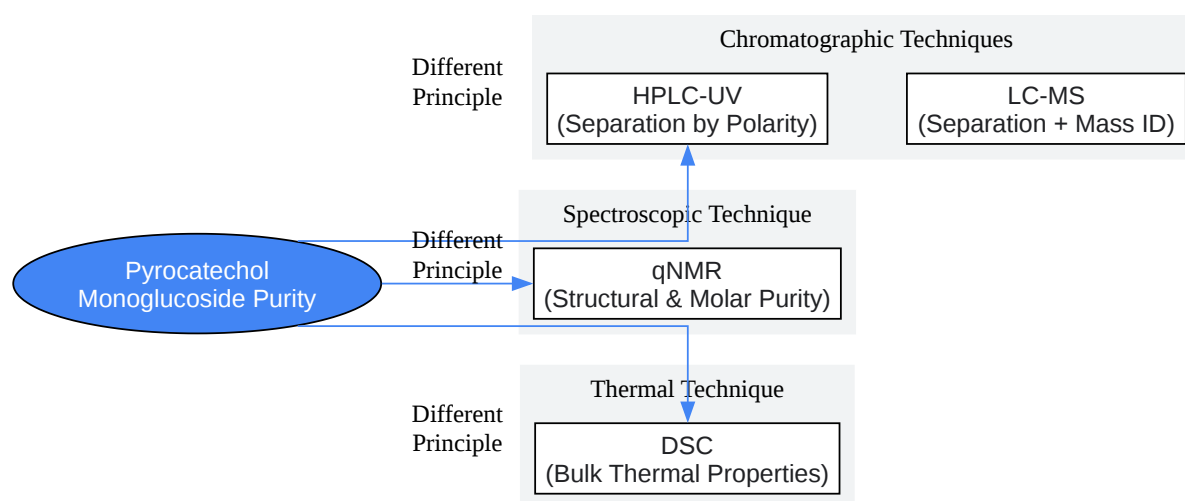 Chromatographic Techniques
Different
Principle
HPLC-UV
(Separation by Polarity)
LC-MS
(Separation + Mass ID)
Spectroscopic Technique
Different
Principle
Pyrocatechol
Monoglucoside Purity
qNMR
(Structural & Molar Purity)
Thermal Technique
Different
Principle
DSC
(Bulk Thermal Properties)